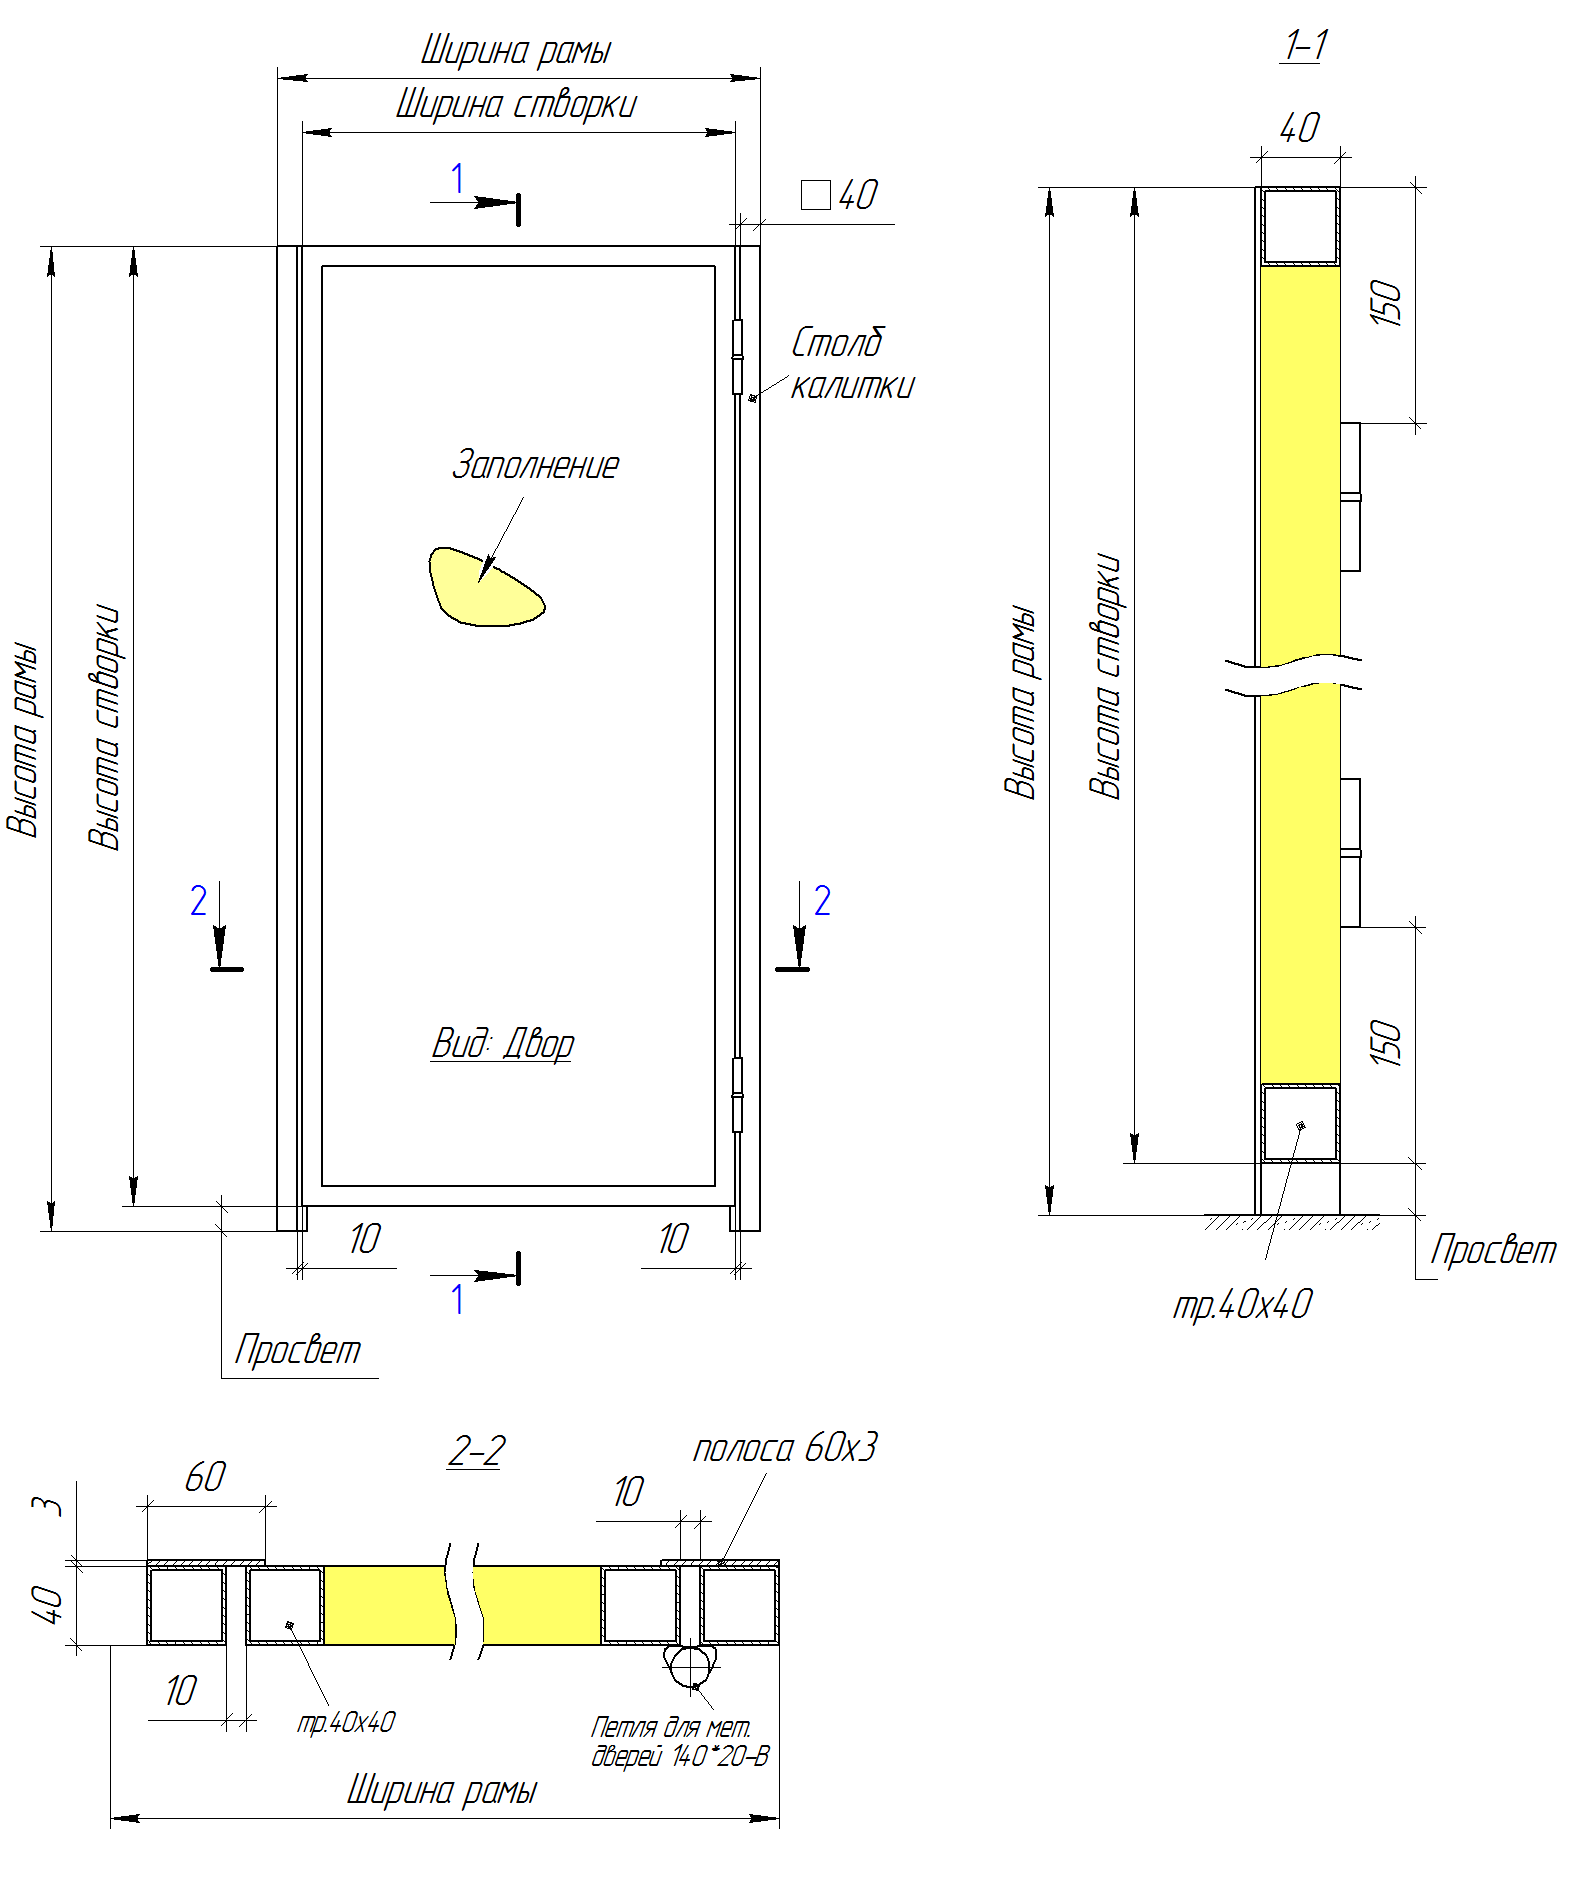 Ширина рамы
Ширина створки
1
40
Столб
калитки
Заполнение
Высота рамы
Высота створки
2
2
Вид: Двор
10
10
1
Просвет
1-1
40
150
Высота рамы
Высота створки
150
Просвет
тр.40х40
2-2
полоса 60х3
60
10
3
40
10
тр.40х40
Петля для мет.
дверей 140*20-В
Ширина рамы